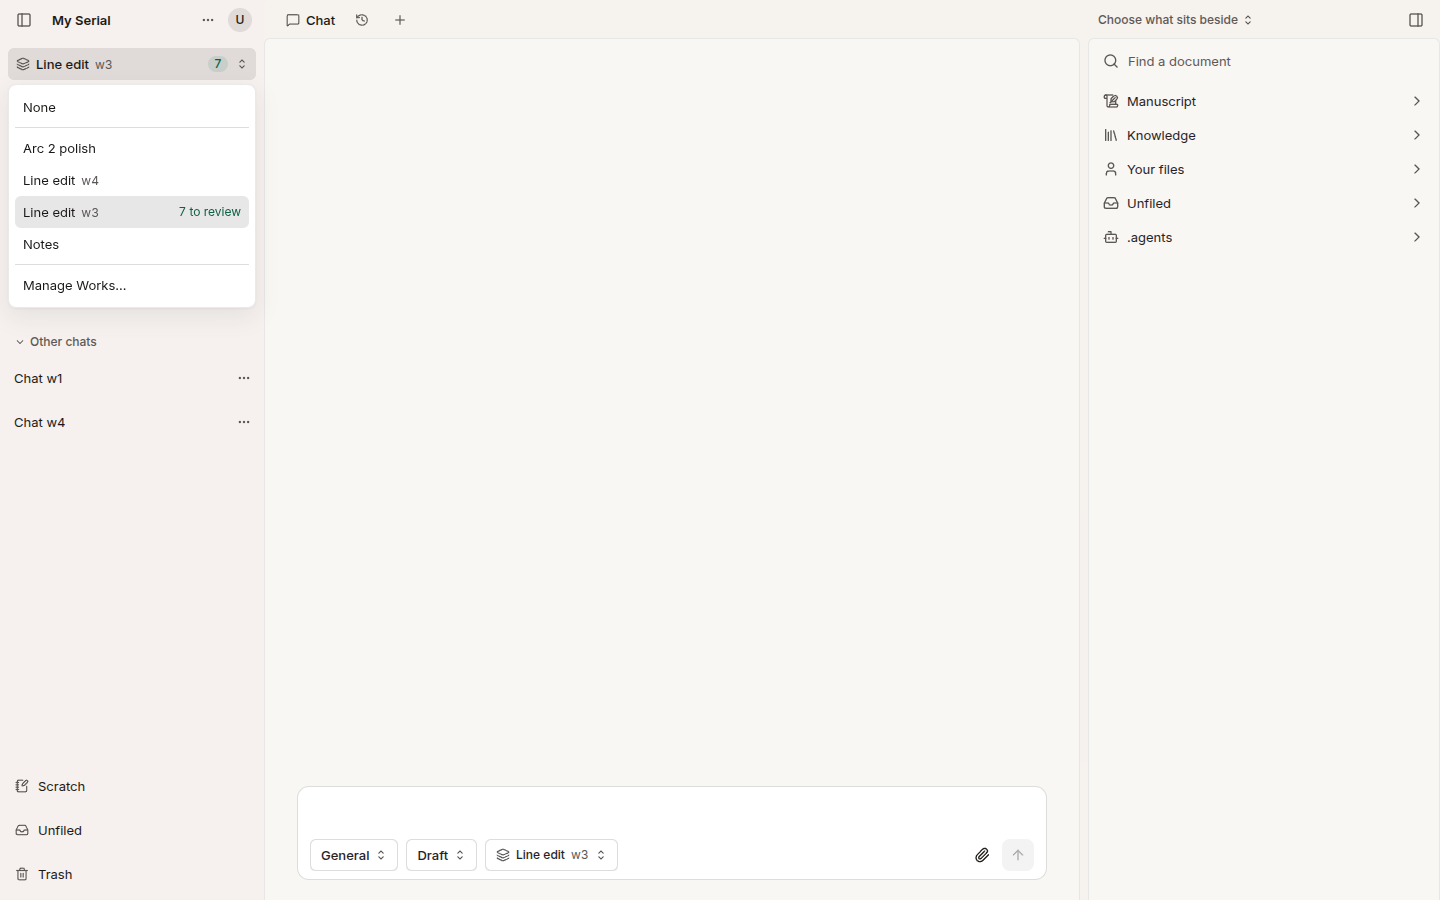 My Serial
U
Chat
Choose what sits beside
Line edit w3 7
None
Arc 2 polish
Line edit w4
Line edit w3 7 to review
Notes
Manage Works...
Other chats
Chat w1
Chat w4
Scratch
Unfiled
Trash
General
Draft
Line edit w3
Find a document
Manuscript
Knowledge
Your files
Unfiled
.agents